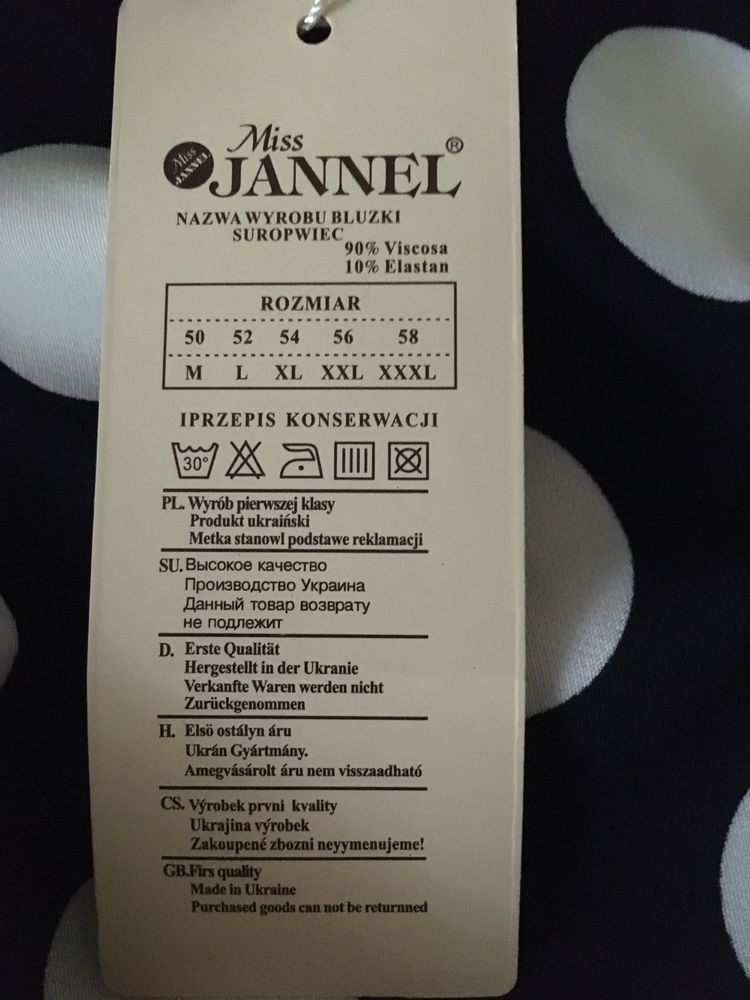 Miss
JANNEL®
Miss
JANNEL
NAZWA WYROBU BLUZKI
SUROPWIEC
90% Viscosa
10% Elastan
ROZMIAR
50 52 54 56 58
M L XL XXL XXXL
IPRZEPIS KONSERWACJI
30°
PL. Wyrób pierwszej klasy
Produkt ukraiński
Metka stanowl podstawe reklamacji
SU. Высокое качество
Производство Украина
Данный товар возврату
не подлежит
D. Erste Qualität
Hergestellt in der Ukranie
Verkanfte Waren werden nicht
Zurückgenommen
H. Elsö ostályn áru
Ukrán Gyártmány.
Amegvásárolt áru nem visszaadható
CS. Výrobek prvni kvality
Ukrajina výrobek
Zakoupené zbozni neyymenujeme!
GB.Firs quality
Made in Ukraine
Purchased goods can not be returnned